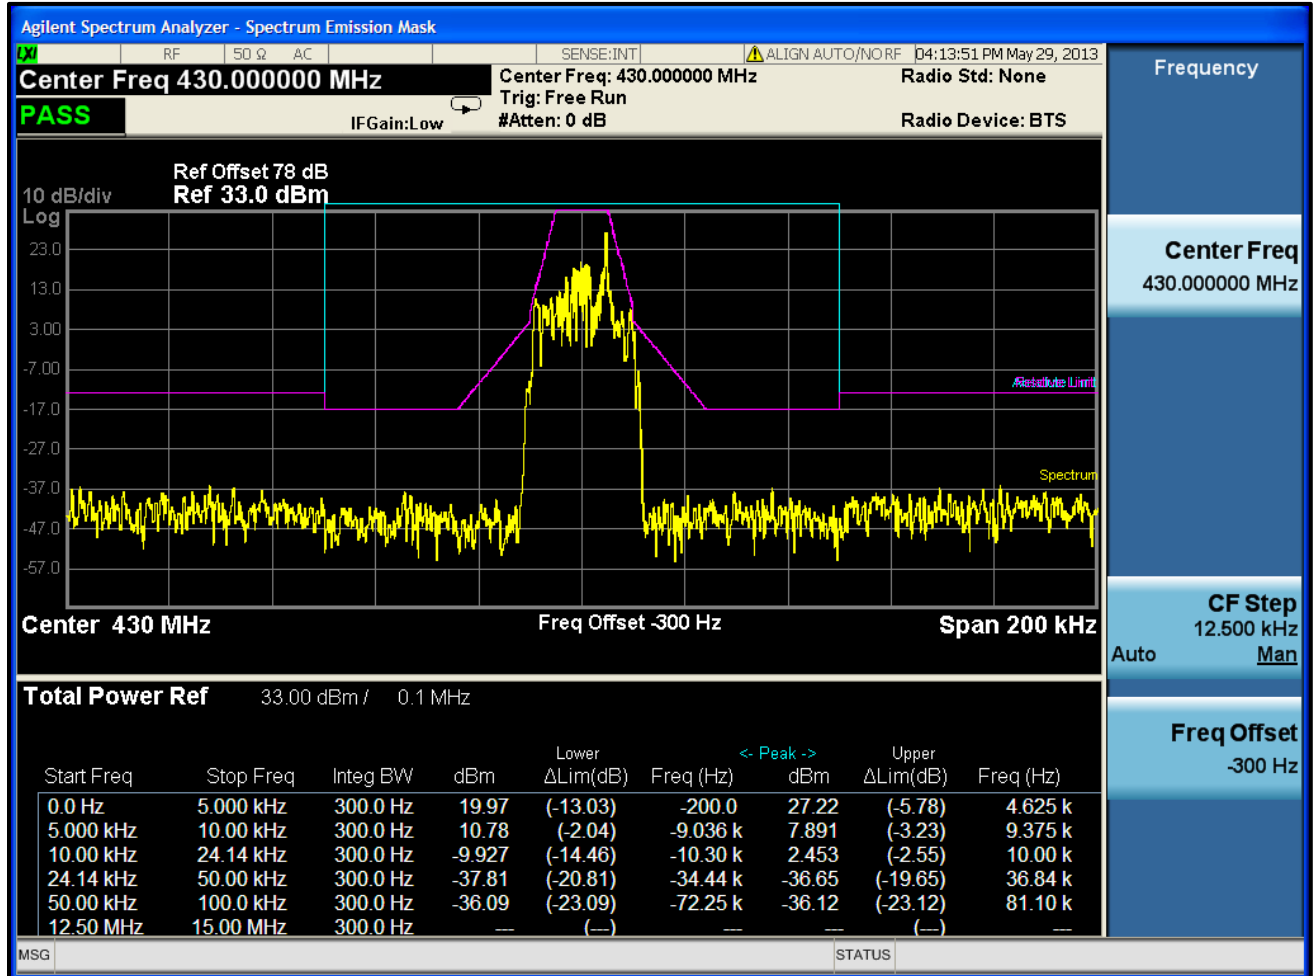 Agilent Spectrum Analyzer - Spectrum Emission Mask
LXI RF 50 Ω AC SENSE:INT ALIGN AUTO/NO RF 04:13:51 PM May 29, 2013
Center Freq 430.000000 MHz
Center Freq: 430.000000 MHz
Radio Std: None
Trig: Free Run
PASS
IFGain:Low
#Atten: 0 dB
Radio Device: BTS
Ref Offset 78 dB
10 dB/div Ref 33.0 dBm
Log
23.0
13.0
3.00
-7.00
-17.0
-27.0
-37.0
-47.0
-57.0
Limit
Spectrum
Center 430 MHz Freq Offset -300 Hz Span 200 kHz
Total Power Ref 33.00 dBm / 0.1 MHz
Lower <- Peak -> Upper
Start Freq Stop Freq Integ BW dBm ΔLim(dB) Freq (Hz) dBm ΔLim(dB) Freq (Hz)
0.0 Hz 5.000 kHz 300.0 Hz 19.97 (-13.03) -200.0 27.22 (-5.78) 4.625 k
5.000 kHz 10.00 kHz 300.0 Hz 10.78 (-2.04) -9.036 k 7.891 (-3.23) 9.375 k
10.00 kHz 24.14 kHz 300.0 Hz -9.927 (-14.46) -10.30 k 2.453 (-2.55) 10.00 k
24.14 kHz 50.00 kHz 300.0 Hz -37.81 (-20.81) -34.44 k -36.65 (-19.65) 36.84 k
50.00 kHz 100.0 kHz 300.0 Hz -36.09 (-23.09) -72.25 k -36.12 (-23.12) 81.10 k
12.50 MHz 15.00 MHz 300.0 Hz --- (---) --- --- (---) ---
MSG STATUS
Frequency
Center Freq
430.000000 MHz
CF Step
12.500 kHz
Auto Man
Freq Offset
-300 Hz